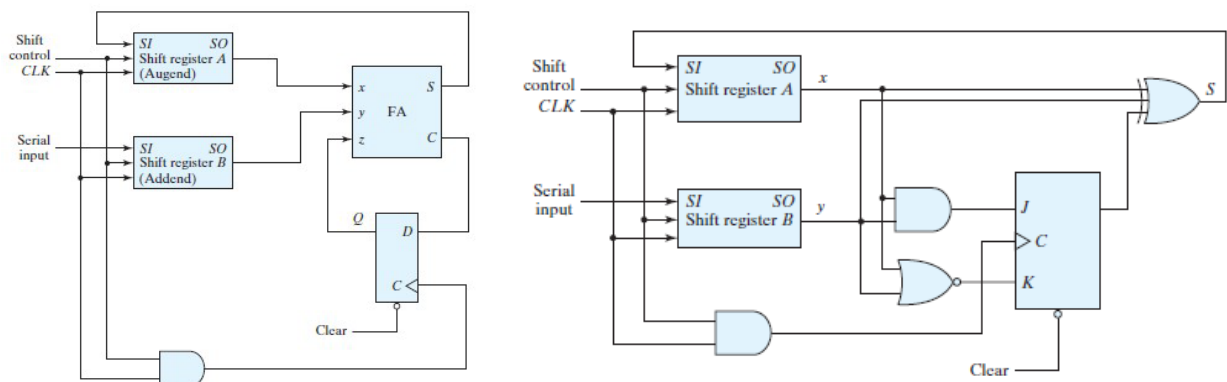 Shift
control
CLK
SI SO
Shift register A
(Augend)
x S
y FA
z C
Serial
input
SI SO
Shift register B
(Addend)
Q
D
C
Clear
Shift
control
CLK
SI SO
Shift register A
x
S
Serial
input
SI SO
Shift register B
y
J
C
K
Clear